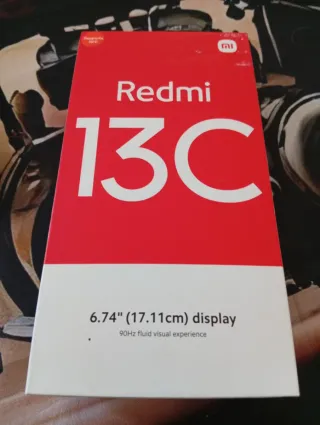 mi
Redmi
13C
6.74" (17.11cm) display
90Hz fluid visual experience